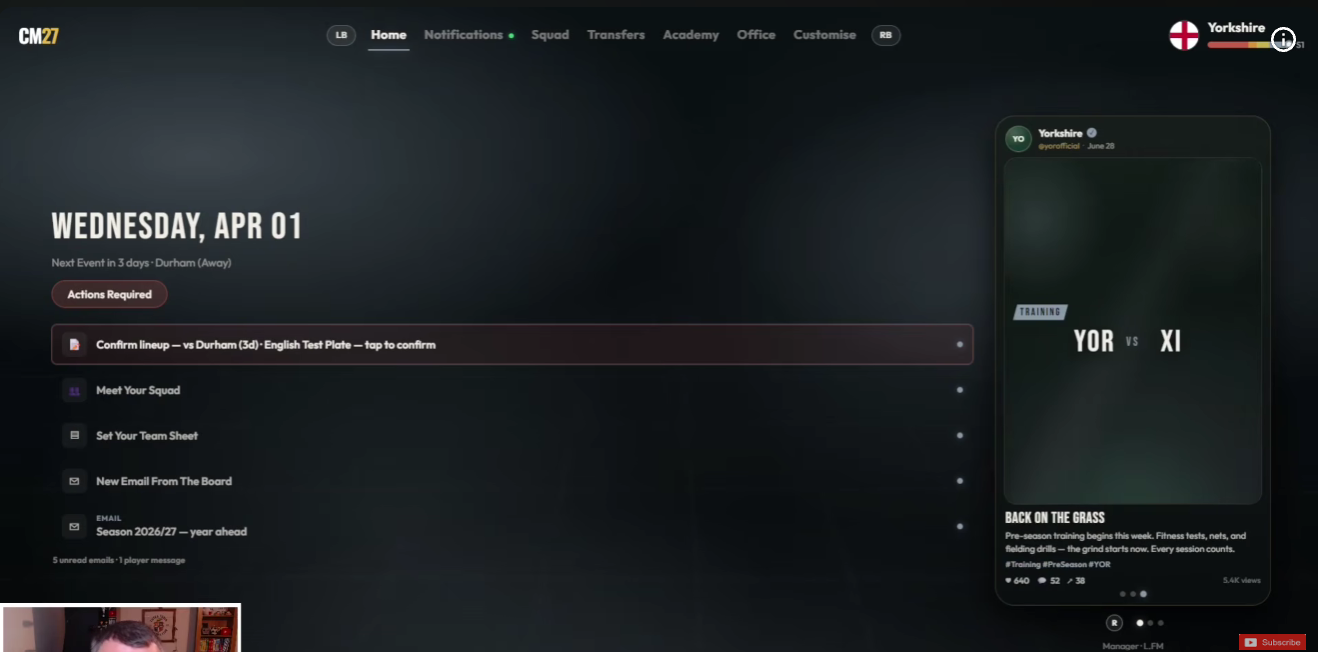 CM27
LB Home Notifications Squad Transfers Academy Office Customise RB
Yorkshire
51
WEDNESDAY, APR 01
Next Event in 3 days · Durham (Away)
Actions Required
Confirm lineup — vs Durham (3d) · English Test Plate — tap to confirm
Meet Your Squad
Set Your Team Sheet
New Email From The Board
EMAIL
Season 2026/27 — year ahead
5 unread emails · 1 player message
YO
Yorkshire
@yorofficial · June 28
TRAINING
YOR VS XI
BACK ON THE GRASS
Pre-season training begins this week. Fitness tests, nets, and
fielding drills — the grind starts now. Every session counts.
#Training #PreSeason #YOR
640 52 38 5.4K views
R
Manager · L.FM
Subscribe